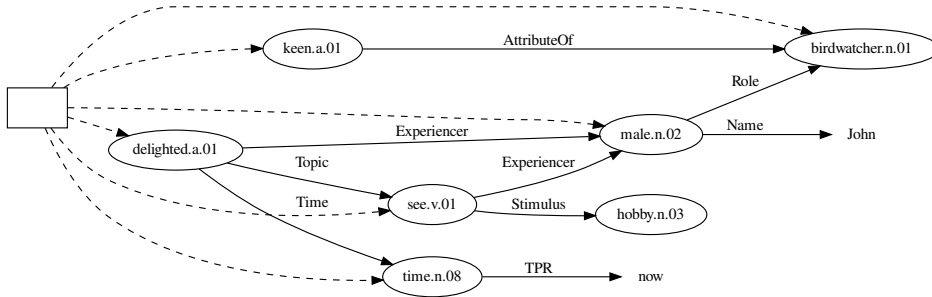 keen.a.01
AttributeOf
birdwatcher.n.01
Role
delighted.a.01
Experiencer
male.n.02
Name
John
Topic
Experiencer
Time
see.v.01
Stimulus
hobby.n.03
time.n.08
TPR
now